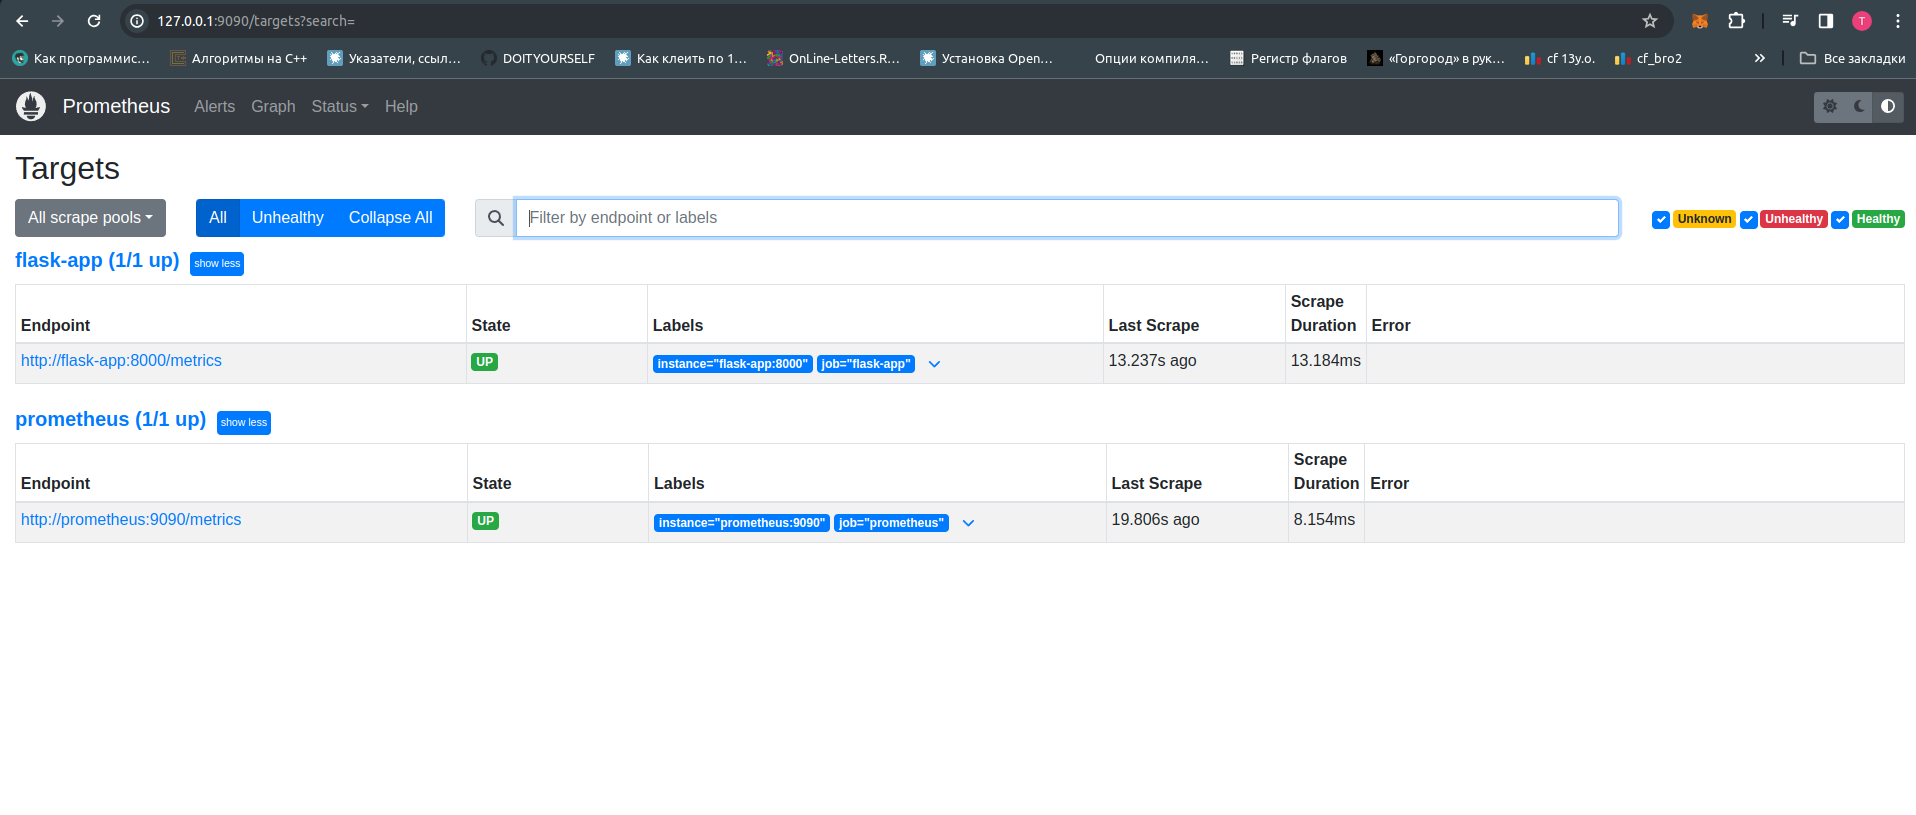 127.0.0.1:9090/targets?search=
T
Как программис... Алгоритмы на C++ Указатели, ссыл... DOITYOURSELF Как клеить по 1... OnLine-Letters.R... Установка Open... Опции компиля... Регистр флагов «Горгород» в рук... cf 13y.o. cf_bro2 » Все закладки
Prometheus Alerts Graph Status Help
Targets
All scrape pools All Unhealthy Collapse All Filter by endpoint or labels Unknown Unhealthy Healthy
flask-app (1/1 up) show less
Endpoint State Labels Last Scrape Scrape Duration Error
http://flask-app:8000/metrics UP instance="flask-app:8000" job="flask-app" 13.237s ago 13.184ms
prometheus (1/1 up) show less
Endpoint State Labels Last Scrape Scrape Duration Error
http://prometheus:9090/metrics UP instance="prometheus:9090" job="prometheus" 19.806s ago 8.154ms